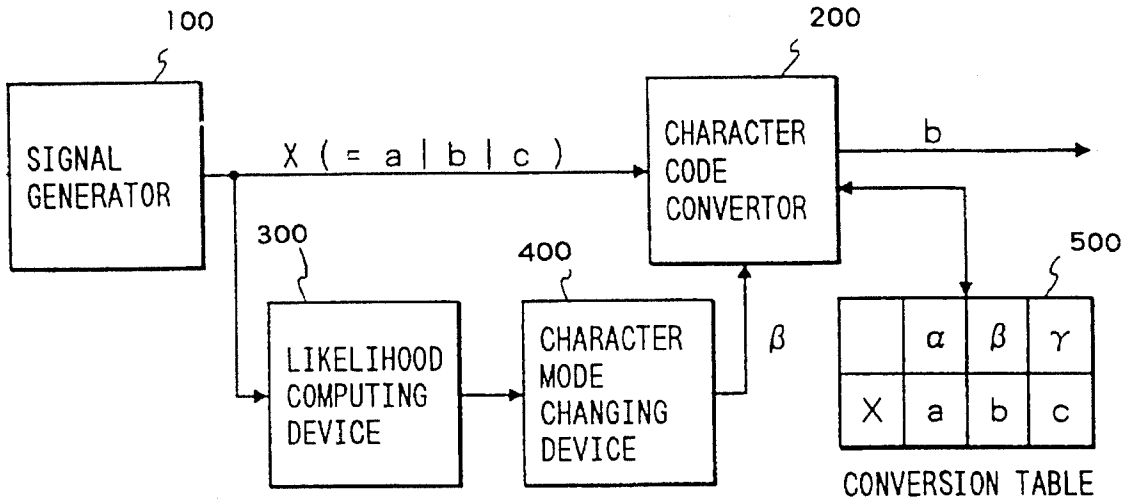 100
200
SIGNAL
GENERATOR
X ( = a | b | c )
CHARACTER
CODE
CONVERTOR
b
300
400
500
LIKELIHOOD
COMPUTING
DEVICE
CHARACTER
MODE
CHANGING
DEVICE
β
α β γ
X a b c
CONVERSION TABLE